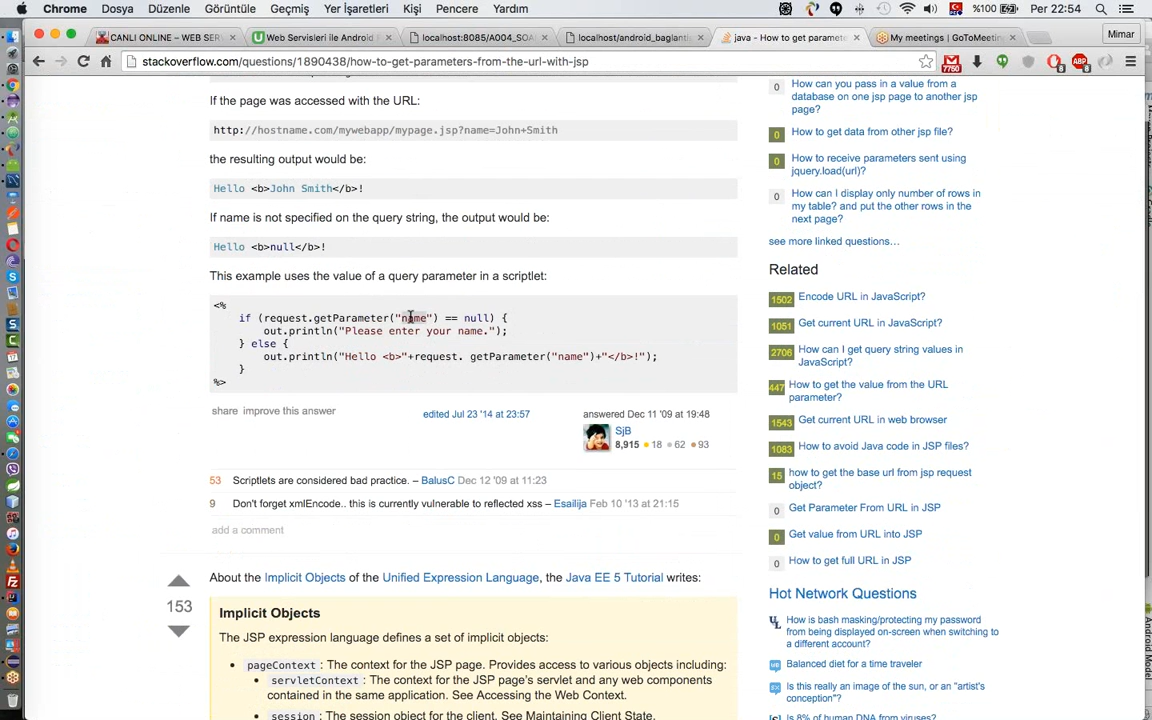 Chrome Dosya Düzenle Görüntüle Geçmiş Yer İşaretleri Kişi Pencere Yardım %100 Per 22:54
CANLI ONLINE – WEB SER
Web Servisleri ile Android
localhost:8085/A004_SOA
localhost/android_baglantis
java - How to get parameter
My meetings | GoToMeeting
Mimar
stackoverflow.com/questions/1890438/how-to-get-parameters-from-the-url-with-jsp
If the page was accessed with the URL:
http://hostname.com/mywebapp/mypage.jsp?name=John+Smith
the resulting output would be:
Hello <b>John Smith</b>!
If name is not specified on the query string, the output would be:
Hello <b>null</b>!
This example uses the value of a query parameter in a scriptlet:
<%
if (request.getParameter("name") == null) {
out.println("Please enter your name.");
} else {
out.println("Hello <b>"+request. getParameter("name")+"</b>!");
}
%>
share improve this answer
edited Jul 23 '14 at 23:57
answered Dec 11 '09 at 19:48
SjB
8,915 18 62 93
53 Scriptlets are considered bad practice. – BalusC Dec 12 '09 at 11:23
9 Don't forget xmlEncode.. this is currently vulnerable to reflected xss – Esailija Feb 10 '13 at 21:15
add a comment
153
About the Implicit Objects of the Unified Expression Language, the Java EE 5 Tutorial writes:
Implicit Objects
The JSP expression language defines a set of implicit objects:
pageContext : The context for the JSP page. Provides access to various objects including:
servletContext : The context for the JSP page's servlet and any web components
contained in the same application. See Accessing the Web Context.
session : The session object for the client. See Maintaining Client State.
0 How can you pass in a value from a
database on one jsp page to another jsp
page?
0 How to get data from other jsp file?
0 How to receive parameters sent using
jquery.load(url)?
0 How can I display only number of rows in
my table? and put the other rows in the
next page?
see more linked questions…
Related
1502 Encode URL in JavaScript?
1051 Get current URL in JavaScript?
2706 How can I get query string values in
JavaScript?
447 How to get the value from the URL
parameter?
1543 Get current URL in web browser
1083 How to avoid Java code in JSP files?
15 how to get the base url from jsp request
object?
0 Get Parameter From URL in JSP
0 Get value from URL into JSP
0 How to get full URL in JSP
Hot Network Questions
How is bash masking/protecting my password
from being displayed on-screen when switching to
a different account?
Balanced diet for a time traveler
Is this really an image of the sun, or an "artist's
conception"?
Is 8% of human DNA from viruses?